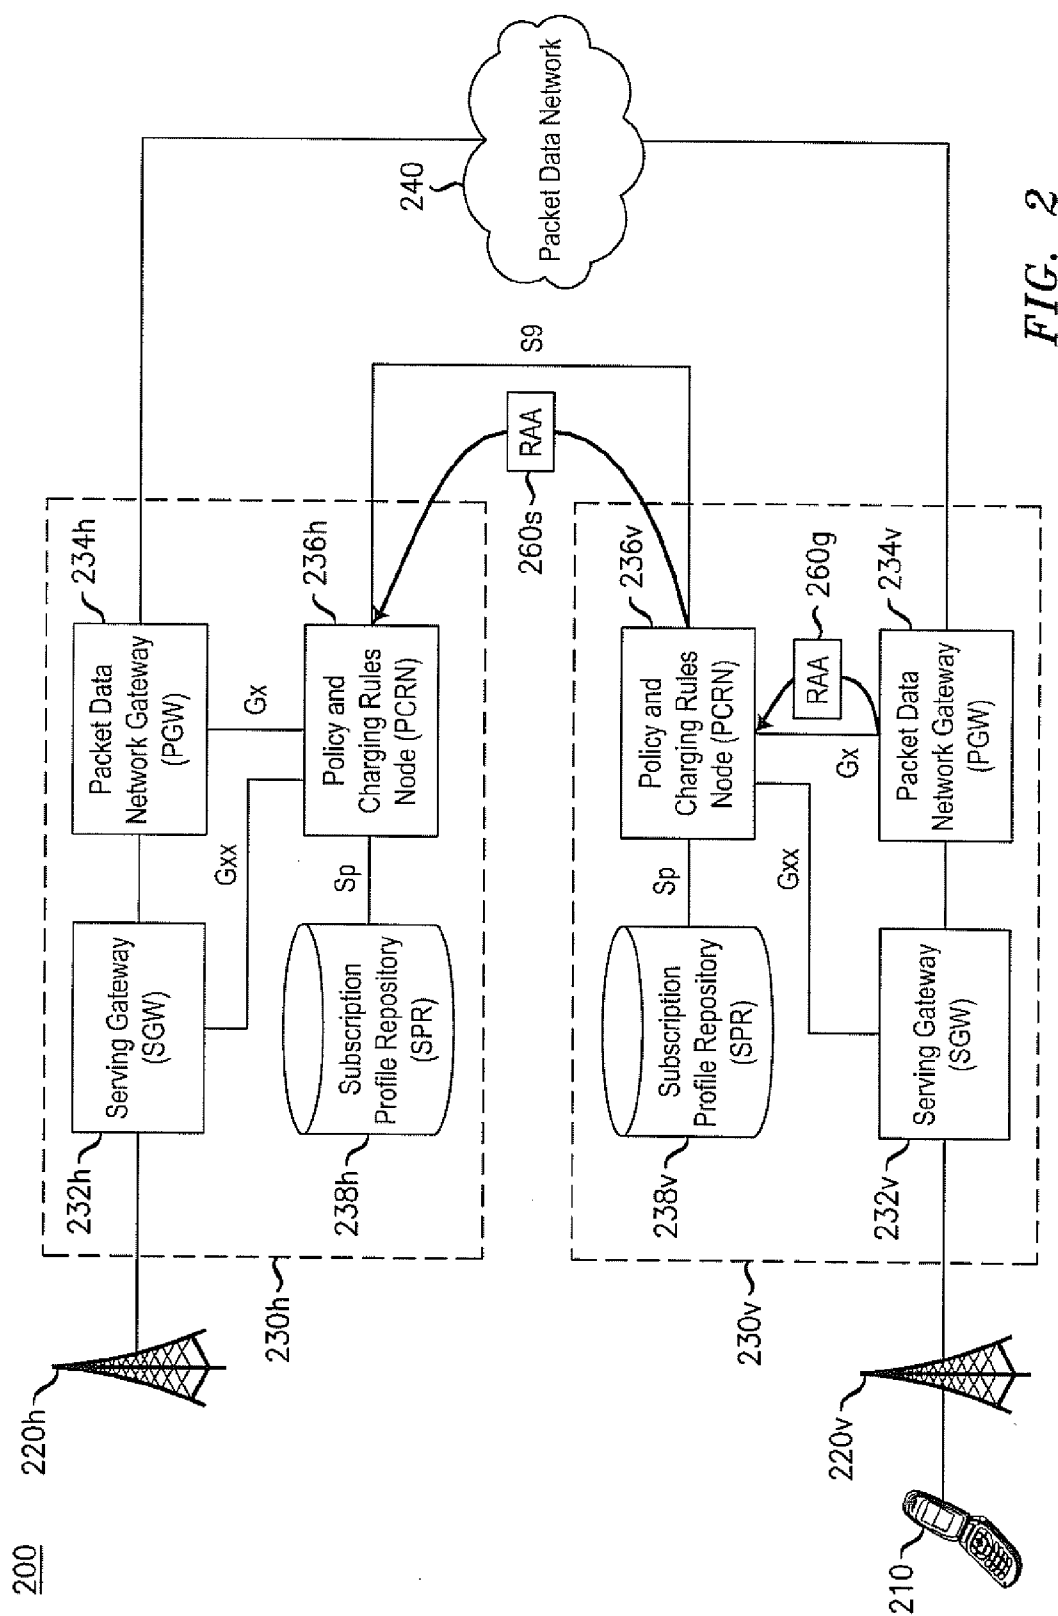 200
220h
232h
Serving Gateway
(SGW)
Packet Data
Network Gateway
(PGW)
234h
Gxx
Gx
238h
Subscription
Profile Repository
(SPR)
Sp
Policy and
Charging Rules
Node (PCRN)
236h
230h
240
Packet Data Network
260s
RAA
S9
238v
Subscription
Profile Repository
(SPR)
Sp
Policy and
Charging Rules
Node (PCRN)
236v
Gxx
Gx
RAA
260g
230v
210
220v
232v
Serving Gateway
(SGW)
Packet Data
Network Gateway
(PGW)
234v
FIG. 2